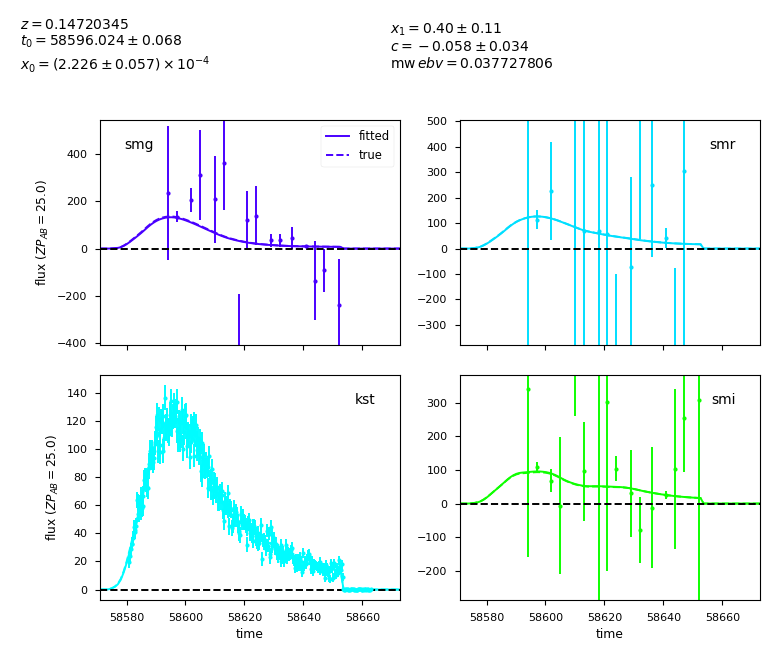 z = 0.14720345
t₀ = 58596.024 ± 0.068
x₀ = (2.226 ± 0.057) × 10⁻⁴
x₁ = 0.40 ± 0.11
c = −0.058 ± 0.034
mw ebv = 0.037727806
smg
fitted
true
400
200
0
−200
−400
flux (ZP_AB = 25.0)
smr
500
400
300
200
100
0
−100
−200
−300
kst
140
120
100
80
60
40
20
0
flux (ZP_AB = 25.0)
58580 58600 58620 58640 58660
time
smi
300
200
100
0
−100
−200
58580 58600 58620 58640 58660
time